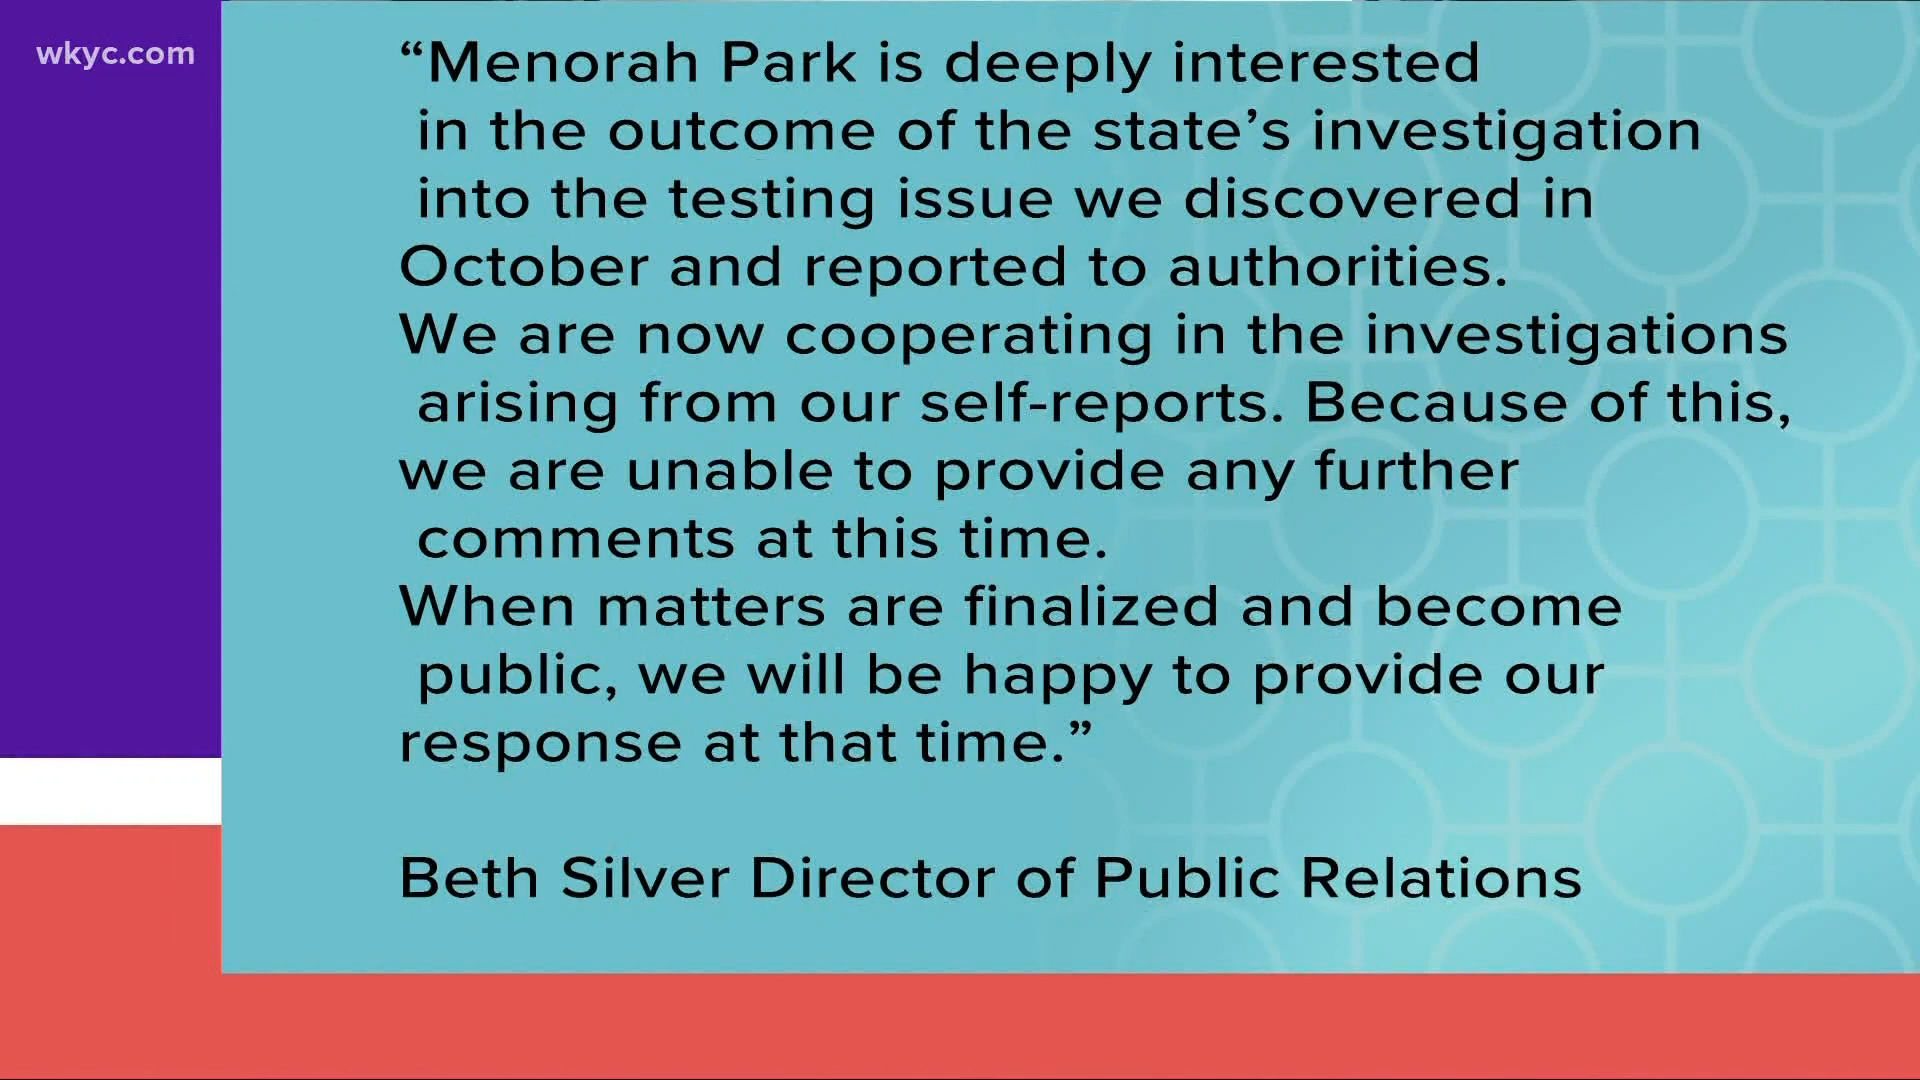 wkyc.com
“Menorah Park is deeply interested
in the outcome of the state’s investigation
into the testing issue we discovered in
October and reported to authorities.
We are now cooperating in the investigations
arising from our self-reports. Because of this,
we are unable to provide any further
comments at this time.
When matters are finalized and become
public, we will be happy to provide our
response at that time.”
Beth Silver Director of Public Relations